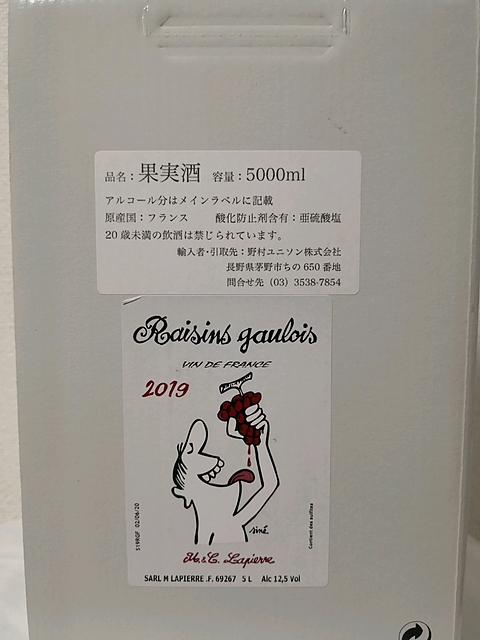 品名：果実酒 容量：5000ml
アルコール分はメインラベルに記載
原産国：フランス 酸化防止剤含有：亜硫酸塩
20歳未満の飲酒は禁じられています。
輸入者・引取先：野村ユニソン株式会社
長野県茅野市ちの650番地
問合せ先（03）3538-7854
Raisins gaulois
VIN DE FRANCE
2019
siné
S19RGF 02/06/20
Contient des sulfites
M. & C. Lapierre
SARL M LAPIERRE .F. 69267 5 L Alc 12,5 Vol